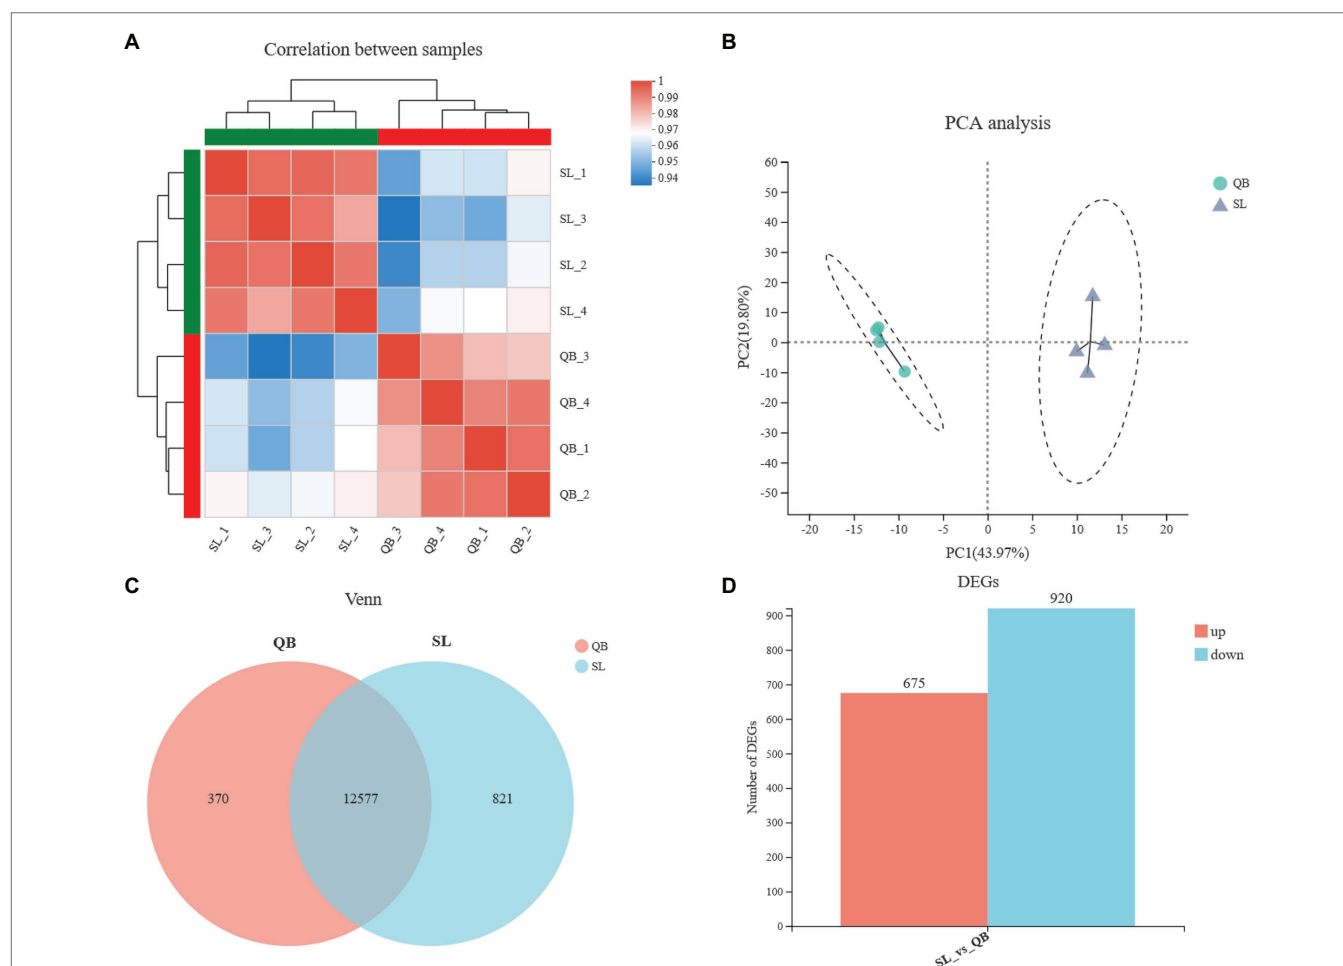 A
Correlation between samples
1
0.99
0.98
0.97
0.96
0.95
0.94
SL_1
SL_3
SL_2
SL_4
QB_3
QB_4
QB_1
QB_2
SL_1
SL_3
SL_2
SL_4
QB_3
QB_4
QB_1
QB_2
B
PCA analysis
QB
SL
60
50
40
30
20
10
0
-10
-20
-30
-40
-50
PC2(19.80%)
-20
-15
-10
-5
0
5
10
15
20
PC1(43.97%)
C
Venn
QB
SL
QB
SL
370
12577
821
D
DEGs
920
675
up
down
900
800
700
600
500
400
300
200
100
0
Number of DEGs
SL_vs_QB